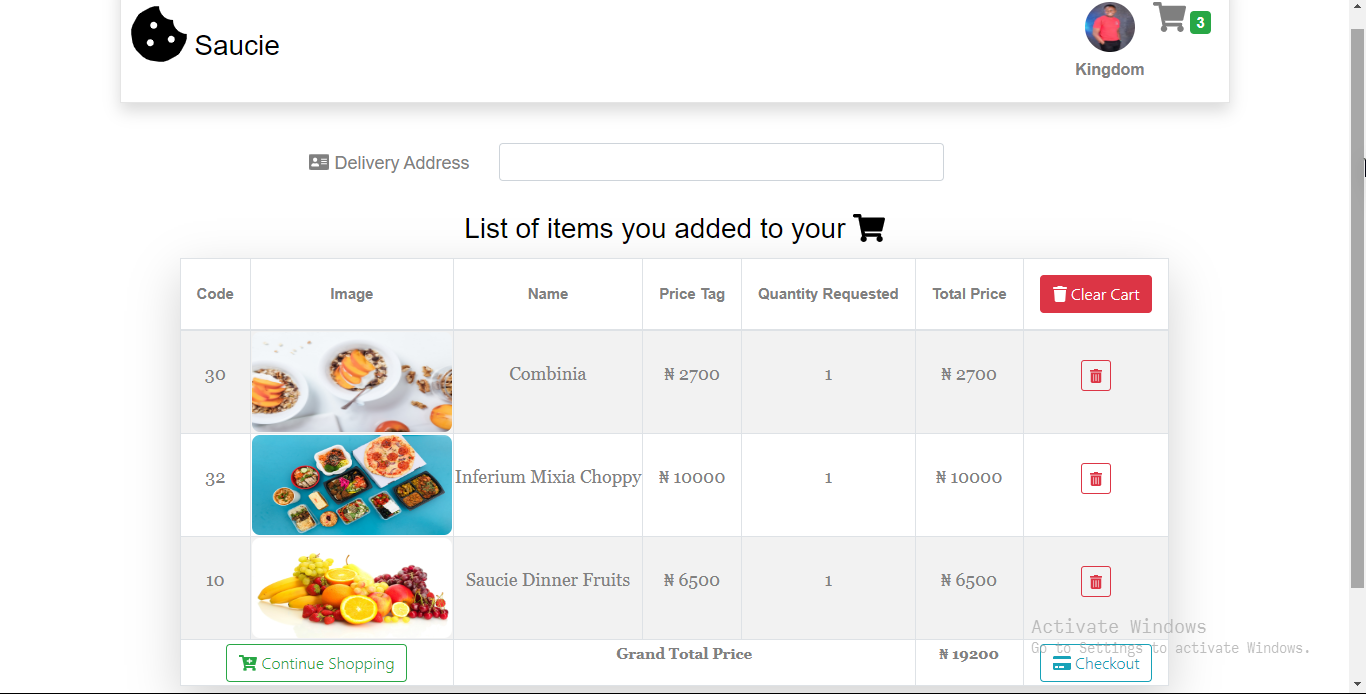 Saucie
3
Kingdom
Delivery Address
List of items you added to your
Code Image Name Price Tag Quantity Requested Total Price Clear Cart
30 Combinia ₦ 2700 1 ₦ 2700
32 Inferium Mixia Choppy ₦ 10000 1 ₦ 10000
10 Saucie Dinner Fruits ₦ 6500 1 ₦ 6500
Continue Shopping Grand Total Price ₦ 19200 Checkout
Activate Windows
Go to Settings to activate Windows.